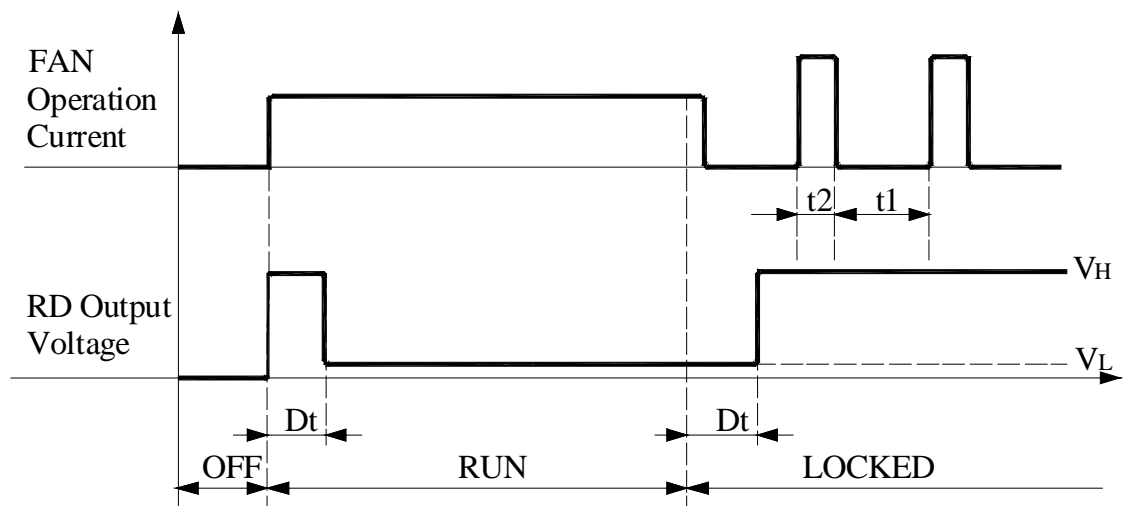 FAN
Operation
Current
t2
t1
RD Output
Voltage
VH
VL
Dt
Dt
OFF
RUN
LOCKED